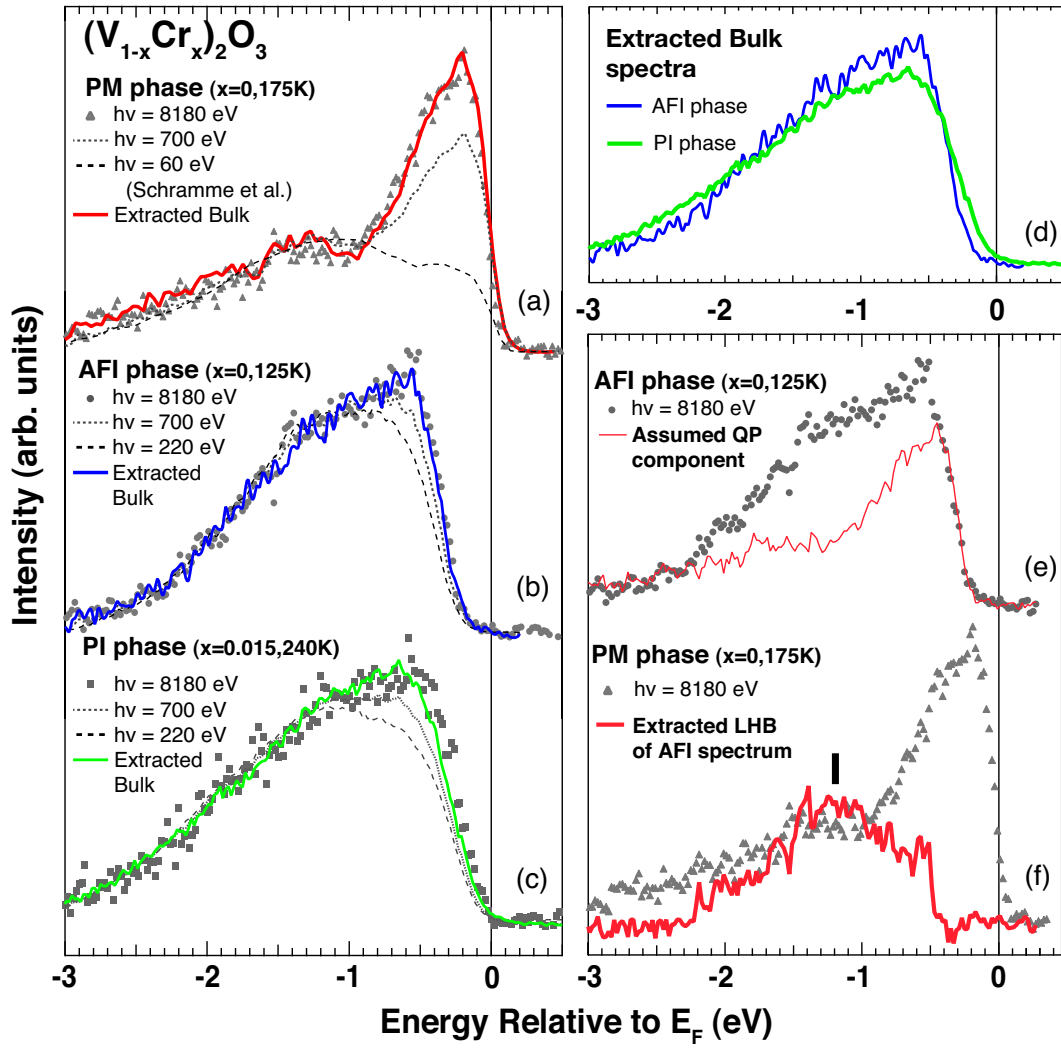 (V1-xCrx)2O3
PM phase (x=0,175K)
hν = 8180 eV
hν = 700 eV
hν = 60 eV
(Schramme et al.)
Extracted Bulk
(a)
AFI phase (x=0,125K)
hν = 8180 eV
hν = 700 eV
hν = 220 eV
Extracted
Bulk
(b)
PI phase (x=0.015,240K)
hν = 8180 eV
hν = 700 eV
hν = 220 eV
Extracted
Bulk
(c)
-3 -2 -1 0
Intensity (arb. units)
Extracted Bulk
spectra
AFI phase
PI phase
(d)
-3 -2 -1 0
AFI phase (x=0,125K)
hν = 8180 eV
Assumed QP
component
(e)
PM phase (x=0,175K)
hν = 8180 eV
Extracted LHB
of AFI spectrum
(f)
-3 -2 -1 0
Energy Relative to EF (eV)